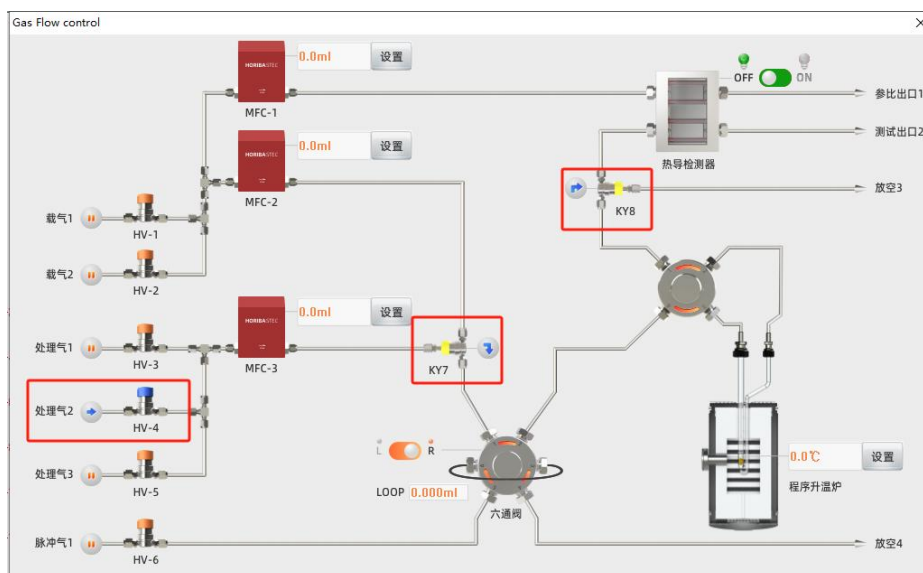 Gas Flow control
HORIBASTEC
0.0ml
设置
MFC-1
OFF
ON
热导检测器
参比出口1
测试出口2
HORIBASTEC
0.0ml
设置
MFC-2
KY8
放空3
载气1
HV-1
载气2
HV-2
HORIBASTEC
0.0ml
设置
MFC-3
处理气1
HV-3
KY7
处理气2
HV-4
处理气3
HV-5
L
R
LOOP
0.000ml
六通阀
0.0℃
设置
程序升温炉
脉冲气1
HV-6
放空4